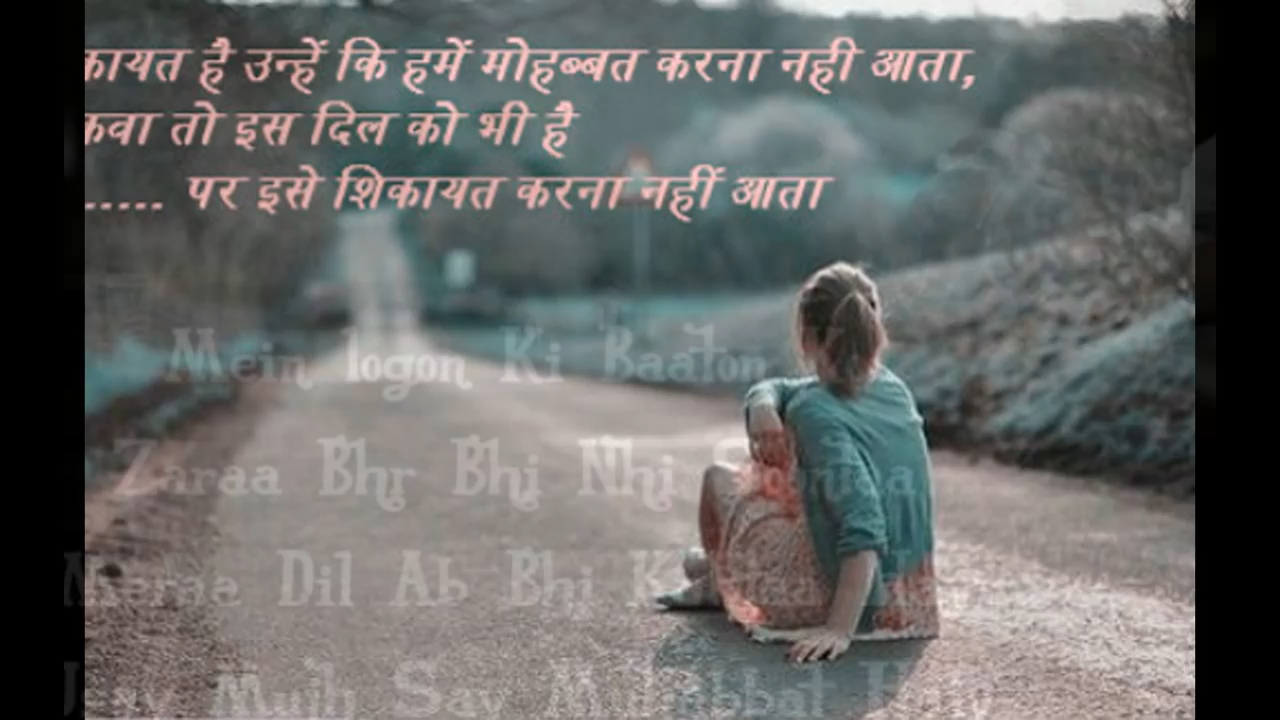 कायत है उन्हें कि हमें मोहब्बत करना नही आता,
कवा तो इस दिल को भी है
..... पर इसे शिकायत करना नहीं आता
Mein logon Ki Baaton Ka
Zaraa Bhr Bhi Nhi
Dil Ab Bhi
Mujh Say